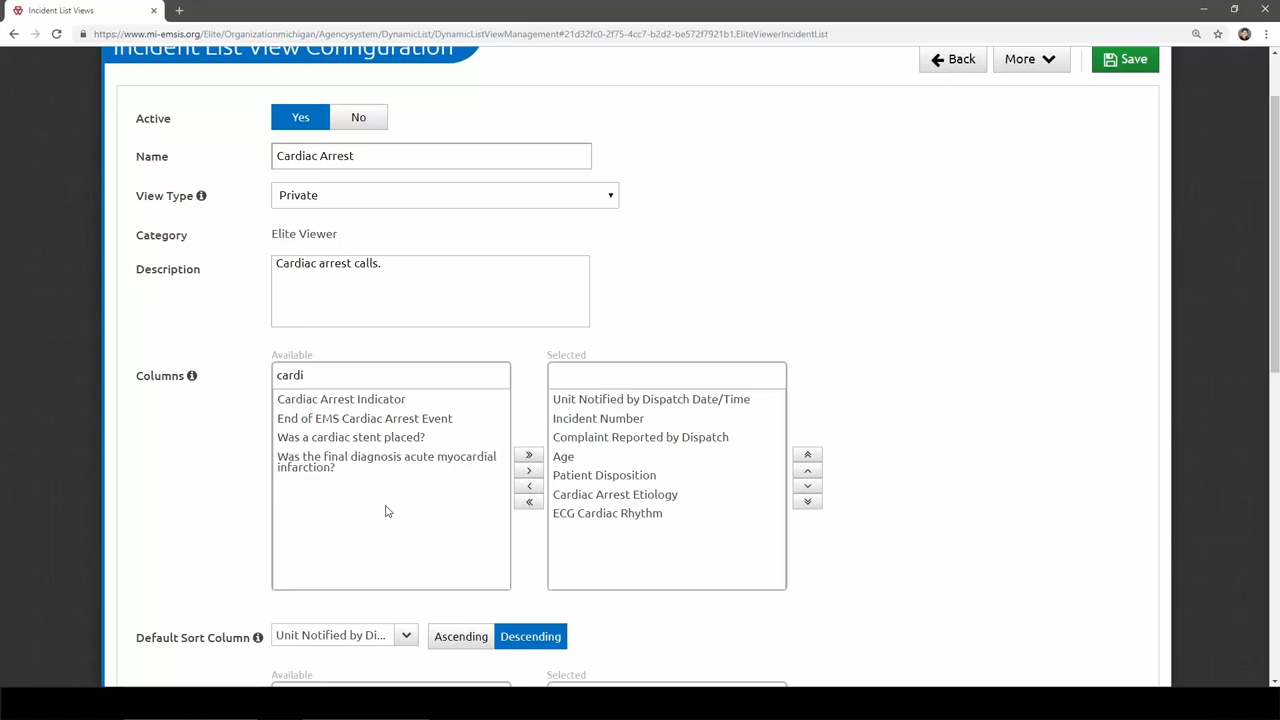 Incident List Views
https://www.mi-emsis.org/Elite/Organizationmichigan/Agencysystem/DynamicList/DynamicListViewManagement#21d32fc0-2f75-4cc7-b2d2-be572f7921b1,EliteViewerIncidentList
Incident List View Configuration
Back
More
Save
Active
Yes
No
Name
Cardiac Arrest
View Type
Private
Category
Elite Viewer
Description
Cardiac arrest calls.
Available
Selected
Columns
cardi
Cardiac Arrest Indicator
End of EMS Cardiac Arrest Event
Was a cardiac stent placed?
Was the final diagnosis acute myocardial
infarction?
Unit Notified by Dispatch Date/Time
Incident Number
Complaint Reported by Dispatch
Age
Patient Disposition
Cardiac Arrest Etiology
ECG Cardiac Rhythm
Default Sort Column
Unit Notified by Di...
Ascending
Descending
Available
Selected